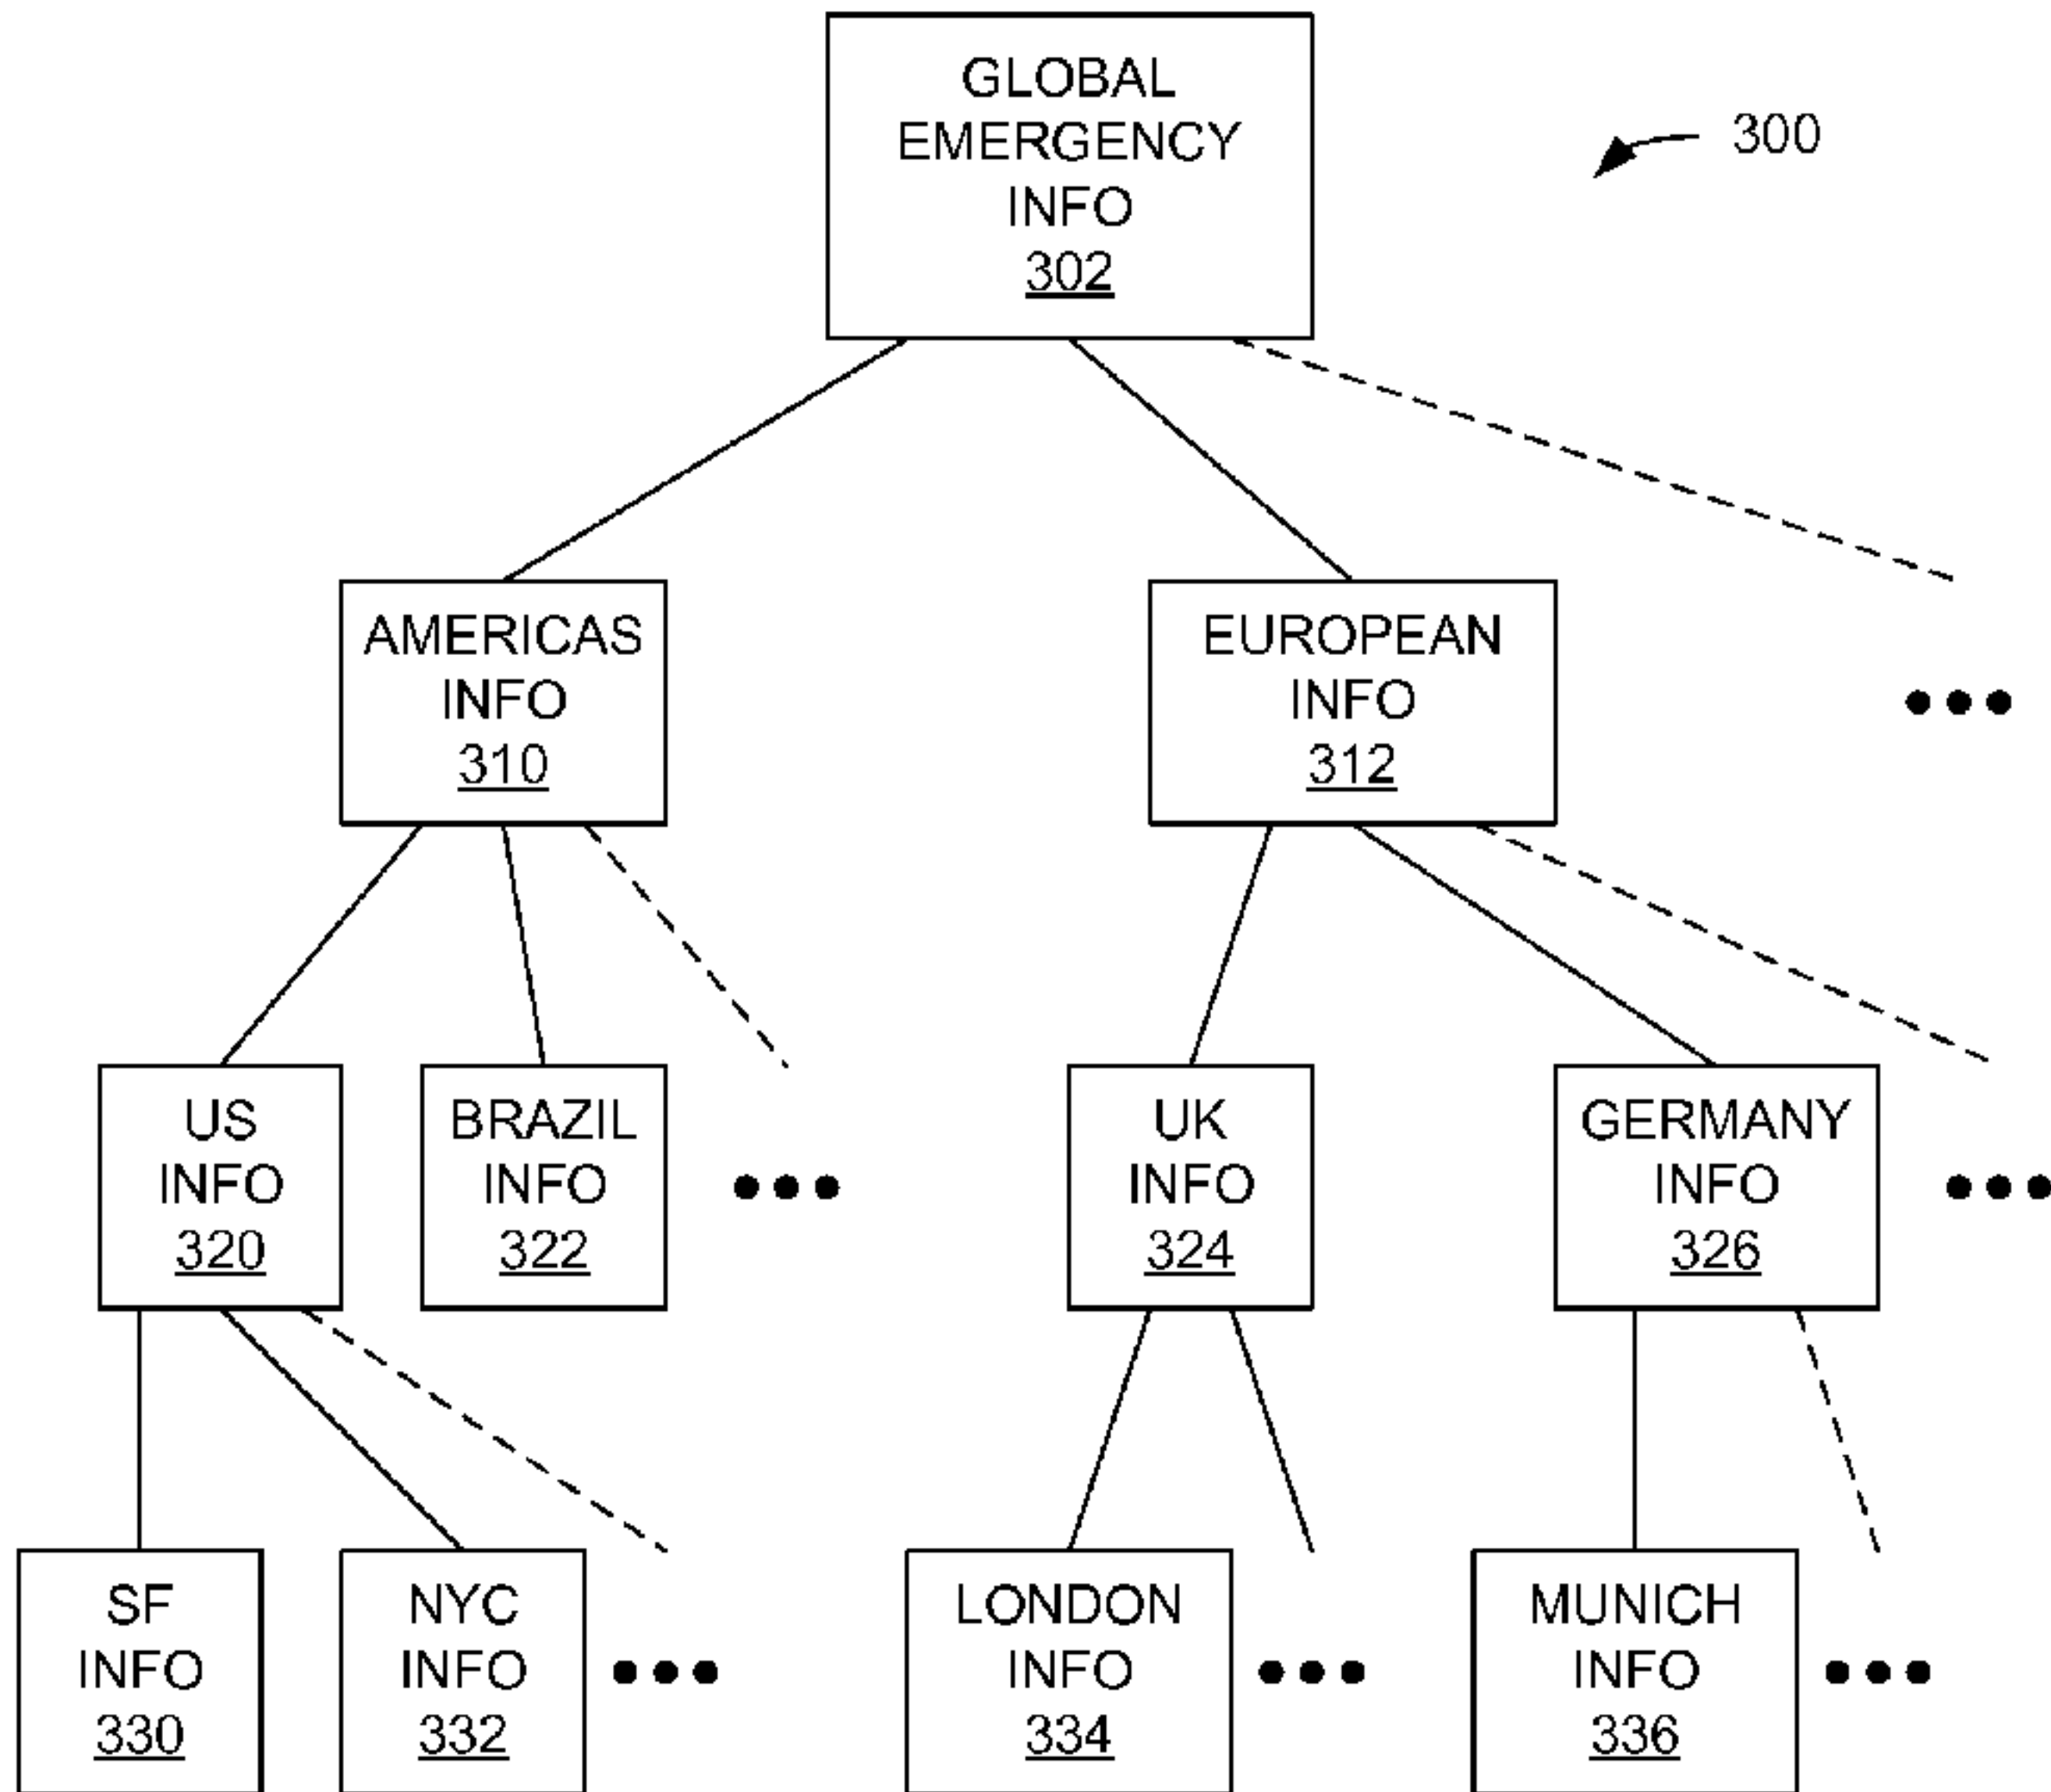 GLOBAL
EMERGENCY
INFO
302
300
AMERICAS
INFO
310
EUROPEAN
INFO
312
US
INFO
320
BRAZIL
INFO
322
UK
INFO
324
GERMANY
INFO
326
SF
INFO
330
NYC
INFO
332
LONDON
INFO
334
MUNICH
INFO
336